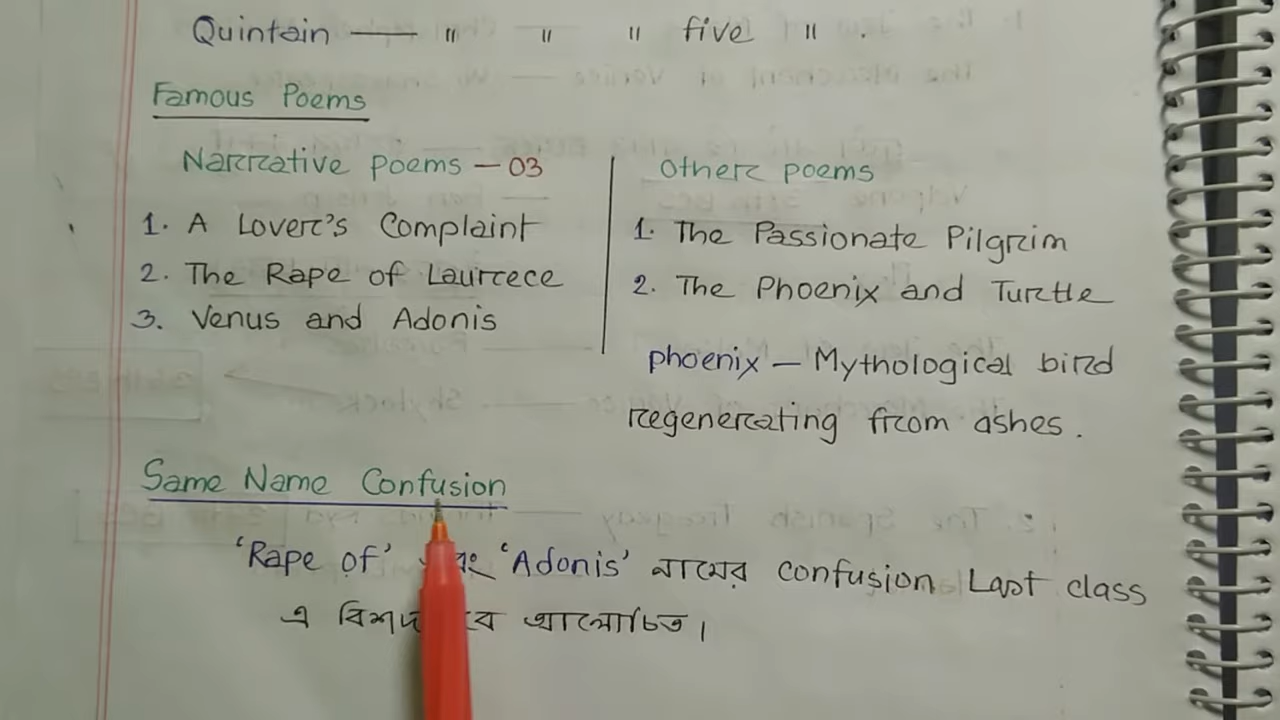 Quintain — " " " five " .
Famous Poems
Narrative poems — 03
1. A Lover's Complaint
2. The Rape of Laurcece
3. Venus and Adonis
Other poems
1. The Passionate Pilgrim
2. The Phoenix and Turtle
phoenix — Mythological bird
regenerating from ashes.
Same Name Confusion
'Rape of' 'Adonis' নামের confusion Last class
এ আলোচিত।